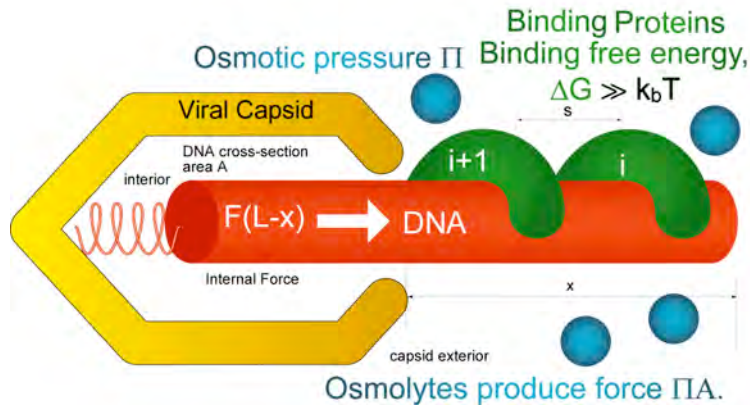 Binding Proteins
Osmotic pressure Π
Binding free energy,
ΔG ≫ k_bT
s
Viral Capsid
DNA cross-section
area A
interior
i+1
i
F(L-x)
DNA
Internal Force
x
capsid exterior
Osmolytes produce force ΠA.